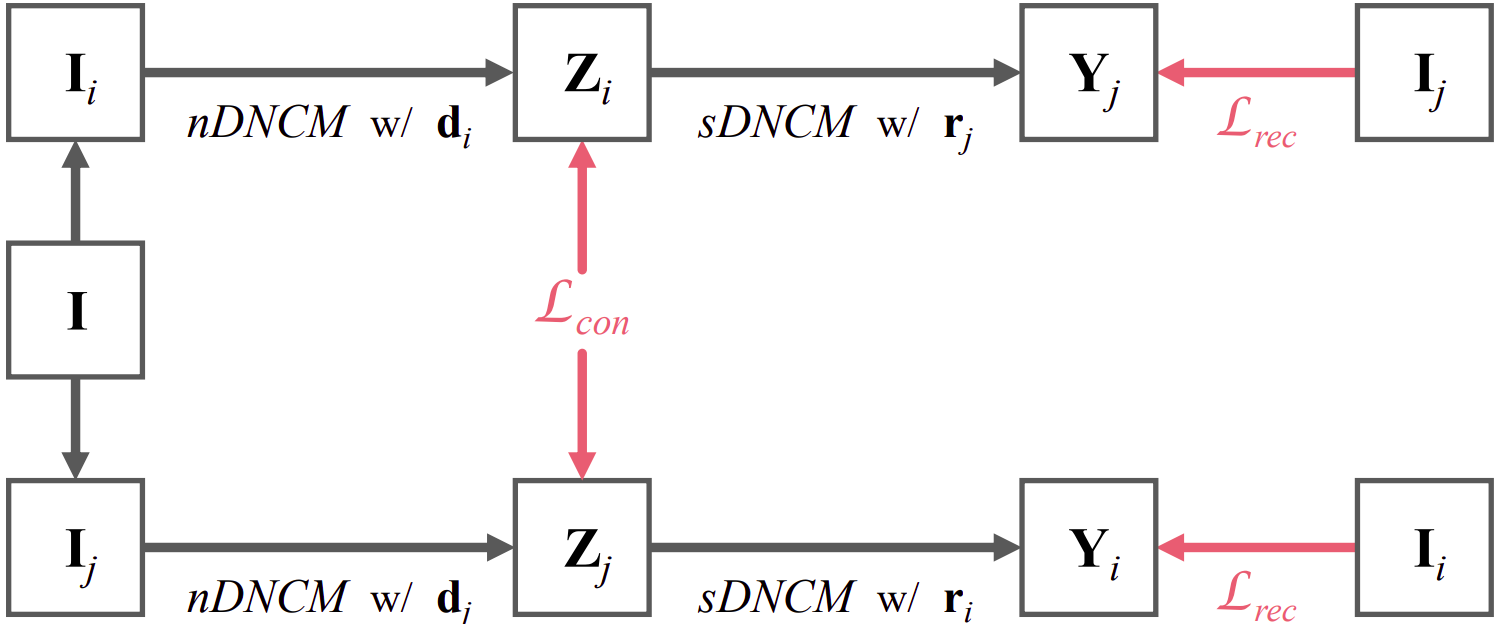 I_i Z_i Y_j I_j
nDNCM w/ d_i sDNCM w/ r_j ℒ_rec
I
ℒ_con
I_j Z_j Y_i I_i
nDNCM w/ d_j sDNCM w/ r_i ℒ_rec